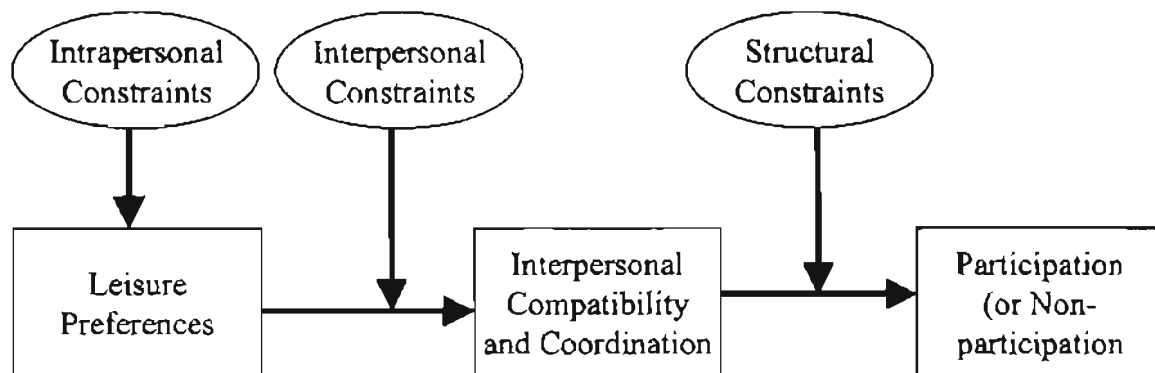 Intrapersonal
Constraints
Interpersonal
Constraints
Structural
Constraints
Leisure
Preferences
Interpersonal
Compatibility
and Coordination
Participation
(or Non-
participation